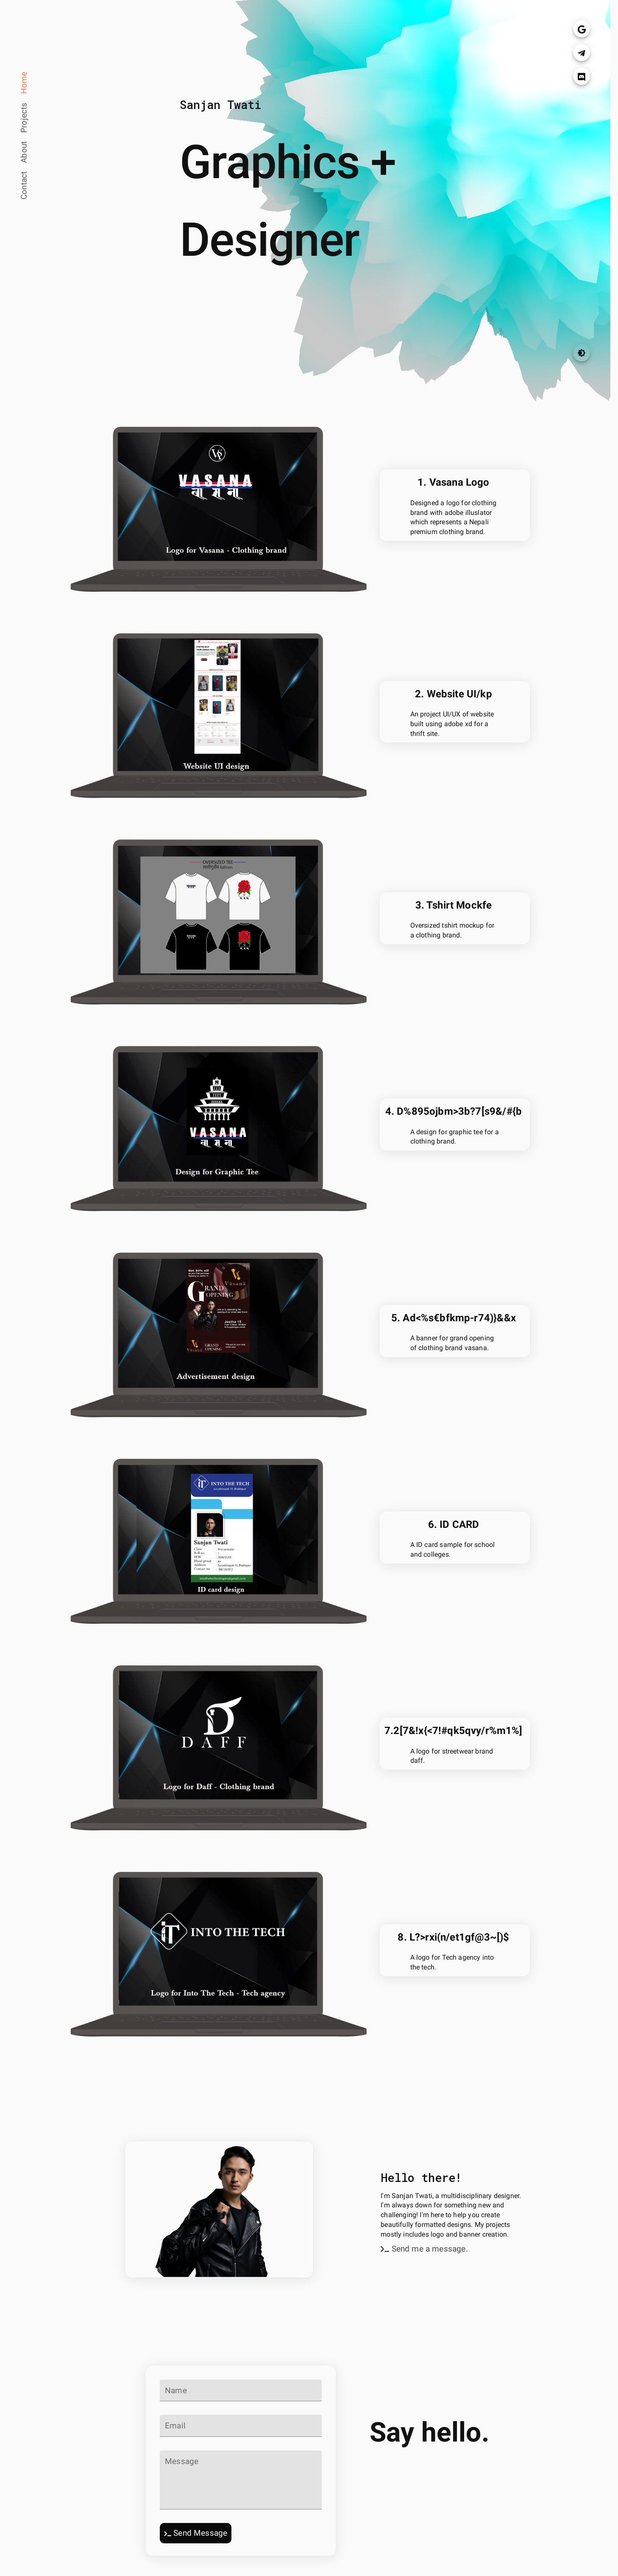 Home
Projects
About
Contact
Sanjan Twati
Graphics +
Designer
VS
VASANA
वा स ना
Logo for Vasana - Clothing brand
1. Vasana Logo
Designed a logo for clothing
brand with adobe illuslator
which represents a Nepali
premium clothing brand.
Website UI design
2. Website UI/kp
An project UI/UX of website
built using adobe xd for a
thrift site.
OVERSIZED TEE
3. Tshirt Mockfe
Oversized tshirt mockup for
a clothing brand.
VASANA
वा स ना
Design for Graphic Tee
4. D%895ojbm>3b?7[s9&/#{b
A design for graphic tee for a
clothing brand.
GRAND
OPENING
GRAND
OPENING
Advertisement design
5. Ad<%s€bfkmp-r74)}&&x
A banner for grand opening
of clothing brand vasana.
INTO THE TECH
Sanjan Twati
ID card design
6. ID CARD
A ID card sample for school
and colleges.
DAFF
Logo for Daff - Clothing brand
7.2[7&!x{<7!#qk5qvy/r%m1%]
A logo for streetwear brand
daff.
INTO THE TECH
Logo for Into The Tech - Tech agency
8. L?>rxi(n/et1gf@3~[)$
A logo for Tech agency into
the tech.
Hello there!
I'm Sanjan Twati, a multidisciplinary designer.
I'm always down for something new and
challenging! I'm here to help you create
beautifully formatted designs. My projects
mostly includes logo and banner creation.
>_ Send me a message.
Name
Email
Message
>_ Send Message
Say hello.